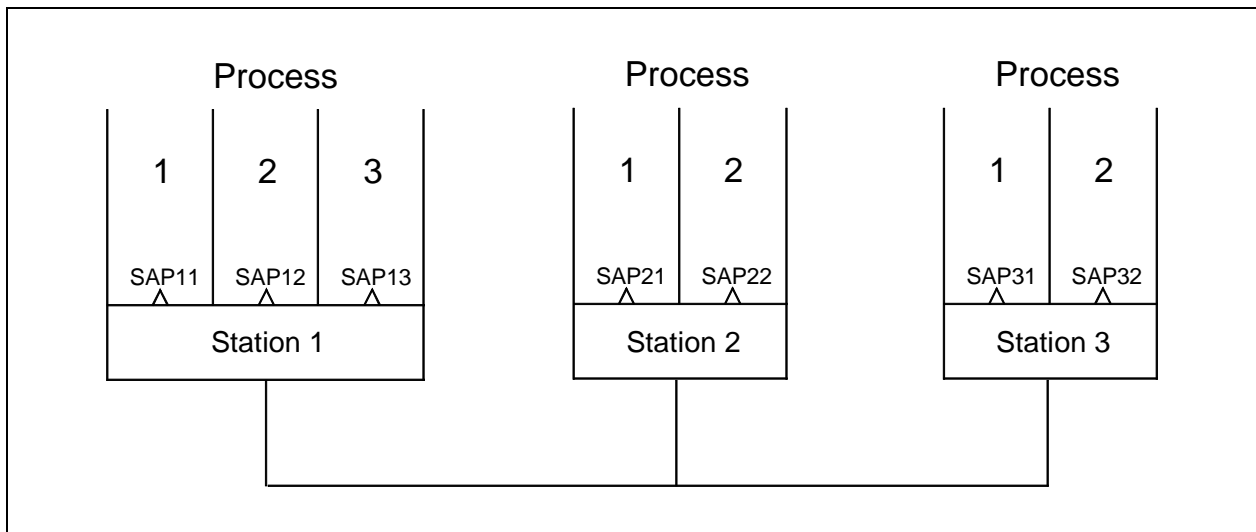 Process Process Process
1 2 3 1 2 1 2
SAP11 SAP12 SAP13 SAP21 SAP22 SAP31 SAP32
Station 1 Station 2 Station 3